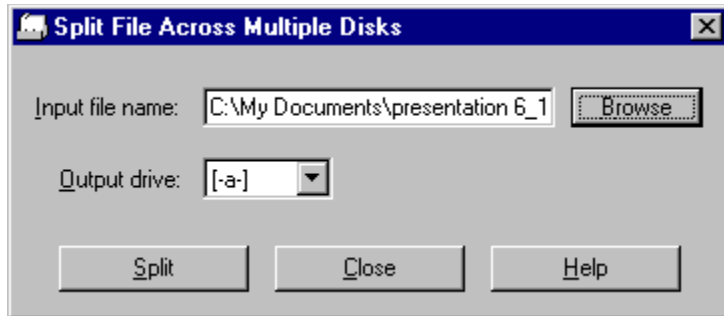 Split File Across Multiple Disks
Input file name: C:\My Documents\presentation 6_1 Browse
Output drive: [-a-]
Split Close Help